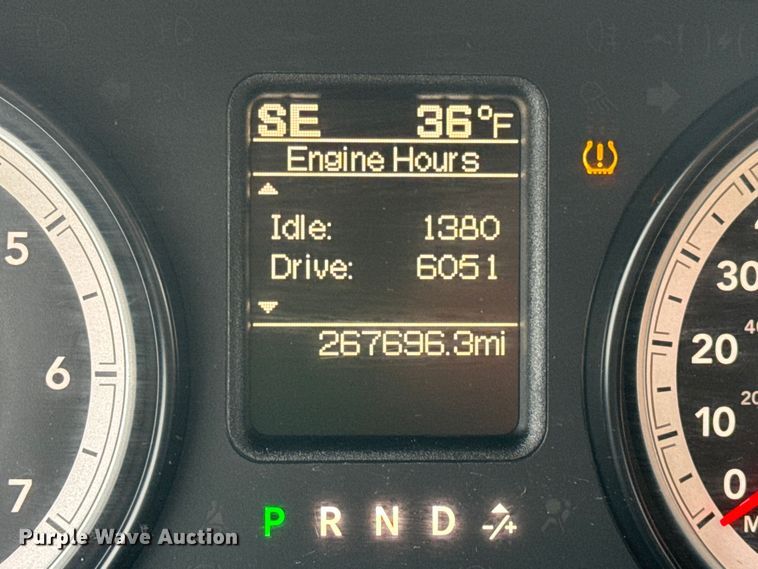 SE 36°F
Engine Hours
Idle: 1380
Drive: 6051
267696.3mi
5
6
7
30
20
10
0
P R N D -/+
Purple Wave Auction